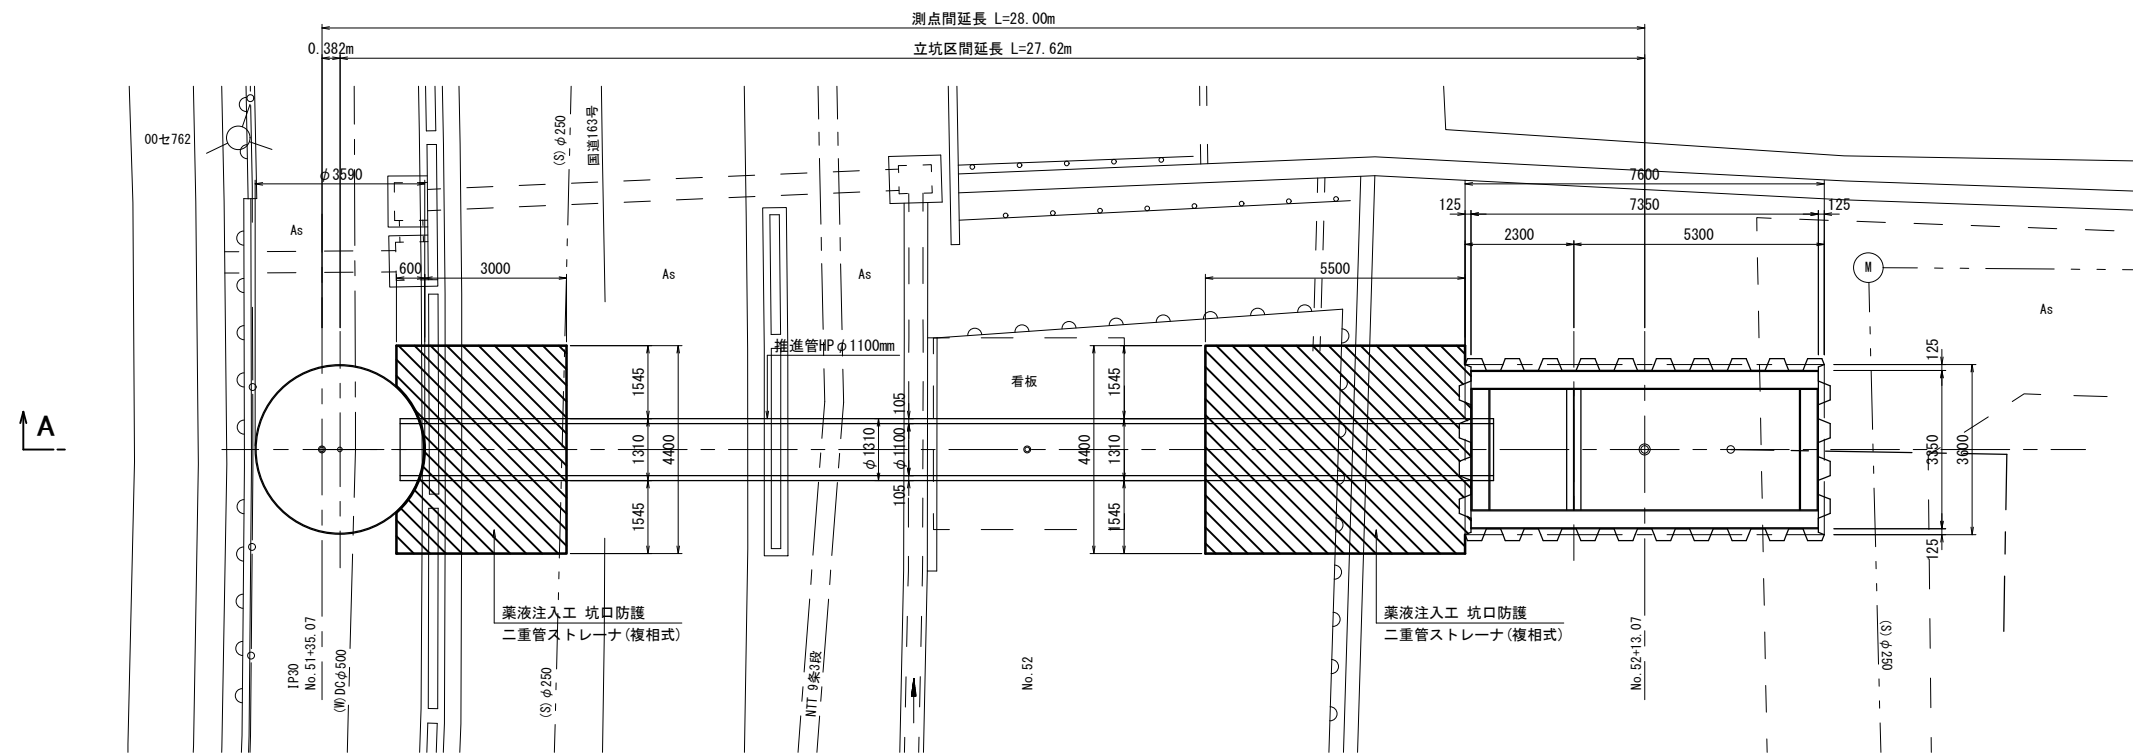 測点間延長 L=28.00m
0.382m
立坑区間延長 L=27.62m
00セ762
(S)φ250
国道163号
φ3590
7600
125
7350
125
As
2300
5300
600
3000
As
As
5500
M
As
推進管HPφ1100mm
1545
1545
125
看板
105
A
1310
4400
φ1310
φ1100
4400
1310
3350
3600
105
1545
1545
125
薬液注入工 坑口防護
二重管ストレーナ(複相式)
薬液注入工 坑口防護
二重管ストレーナ(複相式)
IP30
No.51+35.07
(W)DCφ500
(S)φ250
NTT 9条3段
No.52
No.52+13.07
(S)φ250